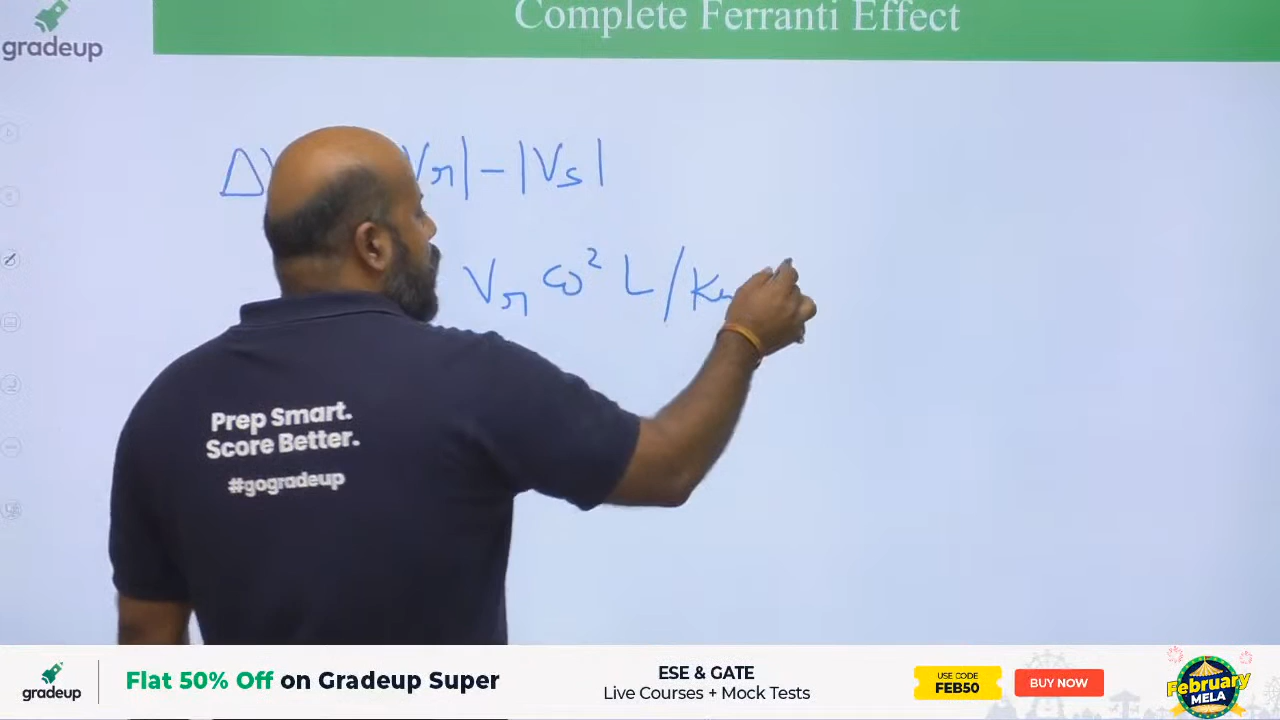 Complete Ferranti Effect
gradeup
Δ Vr| - |Vs|
Vr ω² L / Km
Prep Smart.
Score Better.
#gogradeup
gradeup
Flat 50% Off on Gradeup Super
ESE & GATE
Live Courses + Mock Tests
USE CODE
FEB50
BUY NOW
February
MELA